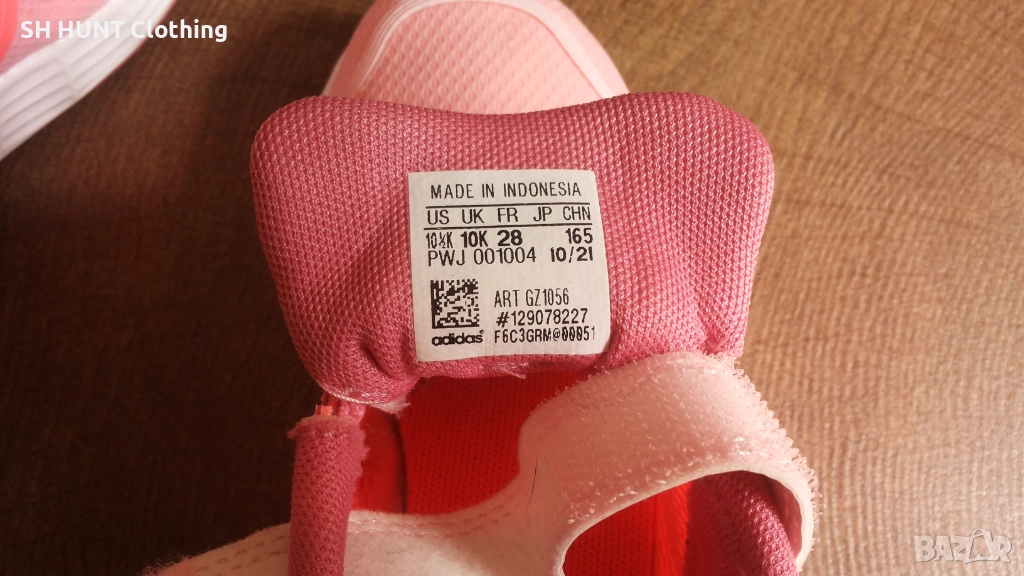 SH HUNT Clothing
MADE IN INDONESIA
US UK FR JP CHN
10½K 10K 28 165
PWJ 001004 10/21
ART GZ1056
#129078227
adidas F6C3GRM@00051
BAZAR